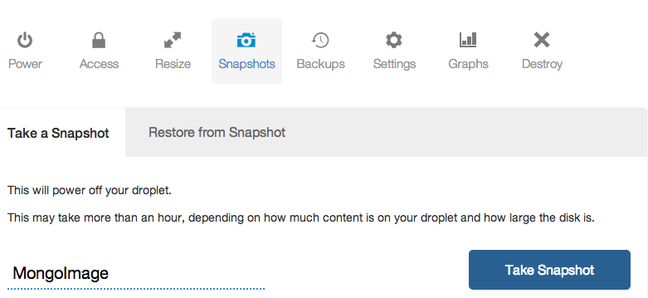 Power Access Resize Snapshots Backups Settings Graphs Destroy
Take a Snapshot Restore from Snapshot
This will power off your droplet.
This may take more than an hour, depending on how much content is on your droplet and how large the disk is.
MongoImage Take Snapshot